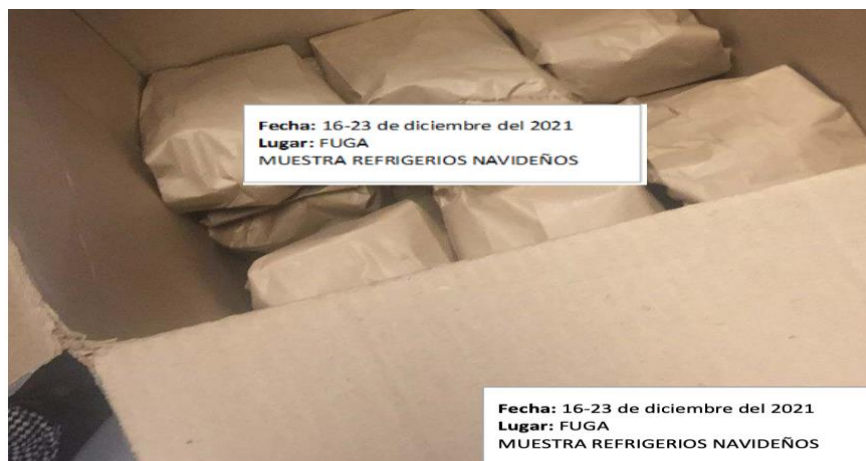 Fecha: 16-23 de diciembre del 2021
Lugar: FUGA
MUESTRA REFRIGERIOS NAVIDEÑOS
Fecha: 16-23 de diciembre del 2021
Lugar: FUGA
MUESTRA REFRIGERIOS NAVIDEÑOS